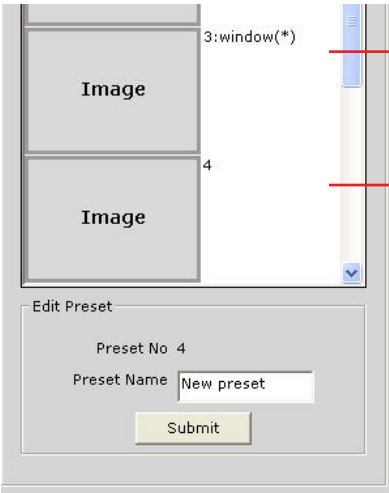 3:window(*)
Image
4
Image
Edit Preset
Preset No 4
Preset Name New preset
Submit